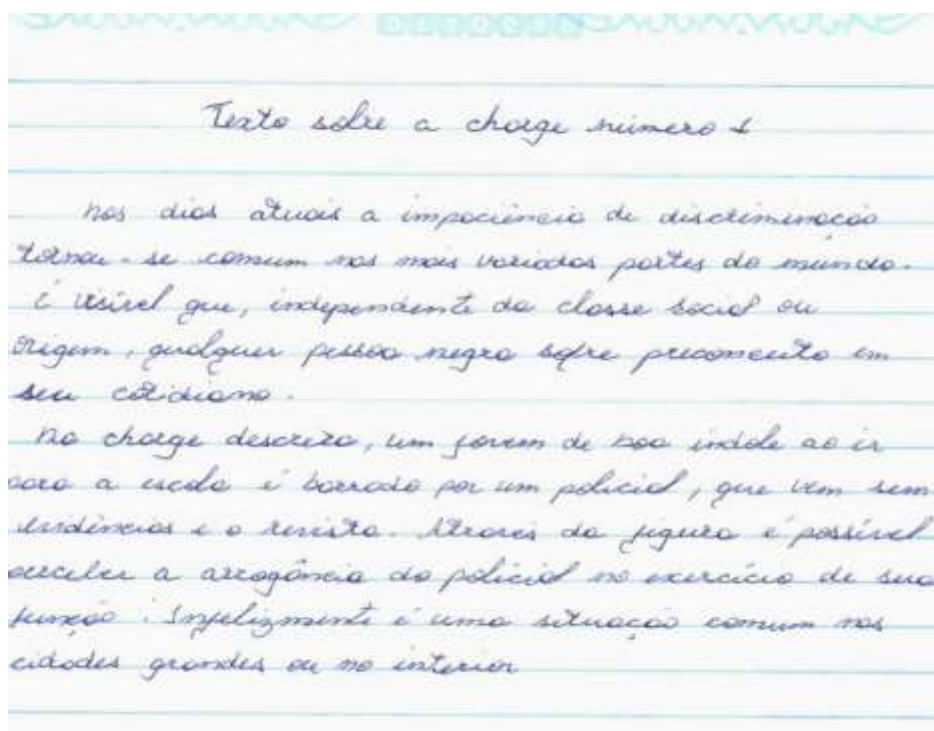 Texto sobre a charge número 1
Nos dias atuais a impaciência de discriminação
tornou-se comum nas mais variadas partes do mundo.
É visível que, independente da classe social ou
origem, qualquer pessoa negra sofre preconceito em
seu cotidiano.
Na charge descrita, um jovem de boa índole ao ir
para a escola é barrado por um policial, que vem sem
evidências e o revista. Através da figura é possível
perceber a arrogância do policial no exercício de sua
função. Infelizmente é uma situação comum nas
cidades grandes ou no interior